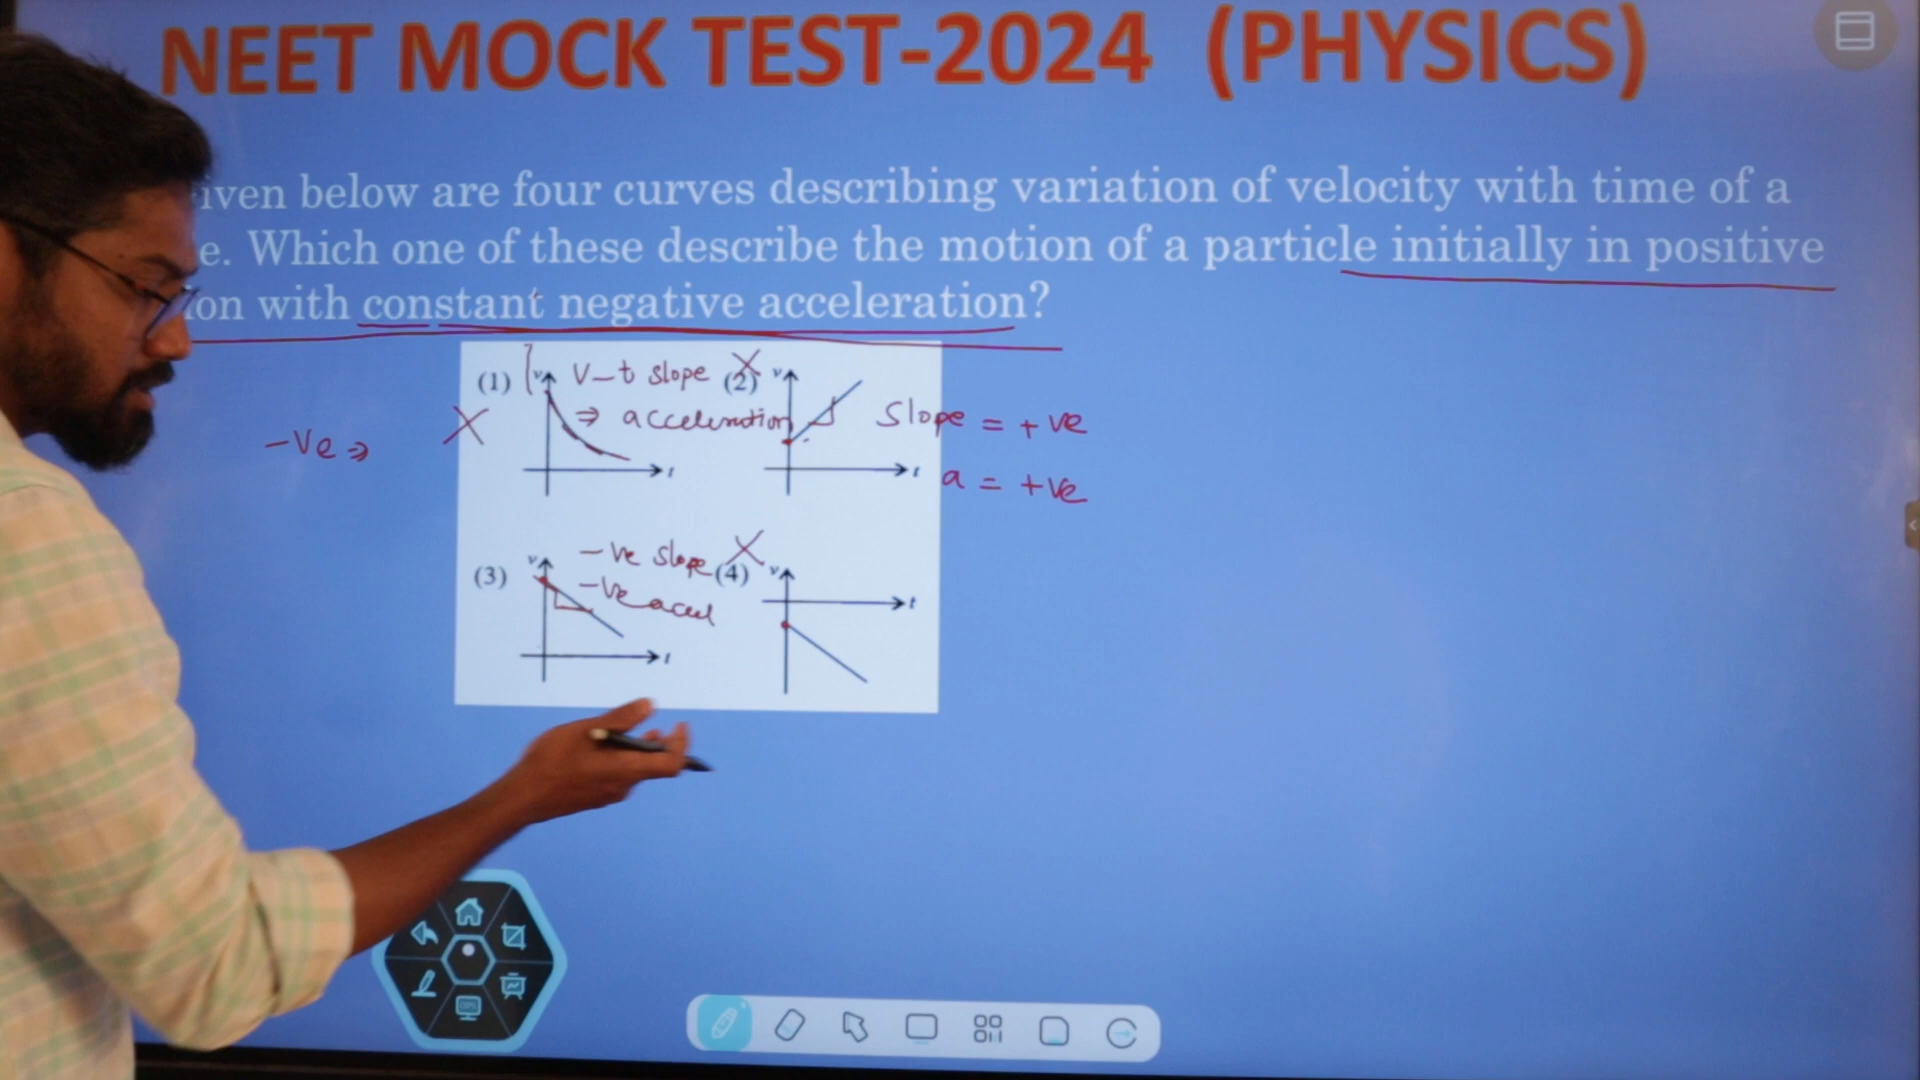 NEET MOCK TEST-2024 (PHYSICS)
iven below are four curves describing variation of velocity with time of a
e. Which one of these describe the motion of a particle initially in positive
ion with constant negative acceleration?
(1) v V-t slope (2) v
-ve ⇒ ⇒ acceleration Slope = +ve
t t a = +ve
(3) v -ve slope (4) v
-ve accel t
t